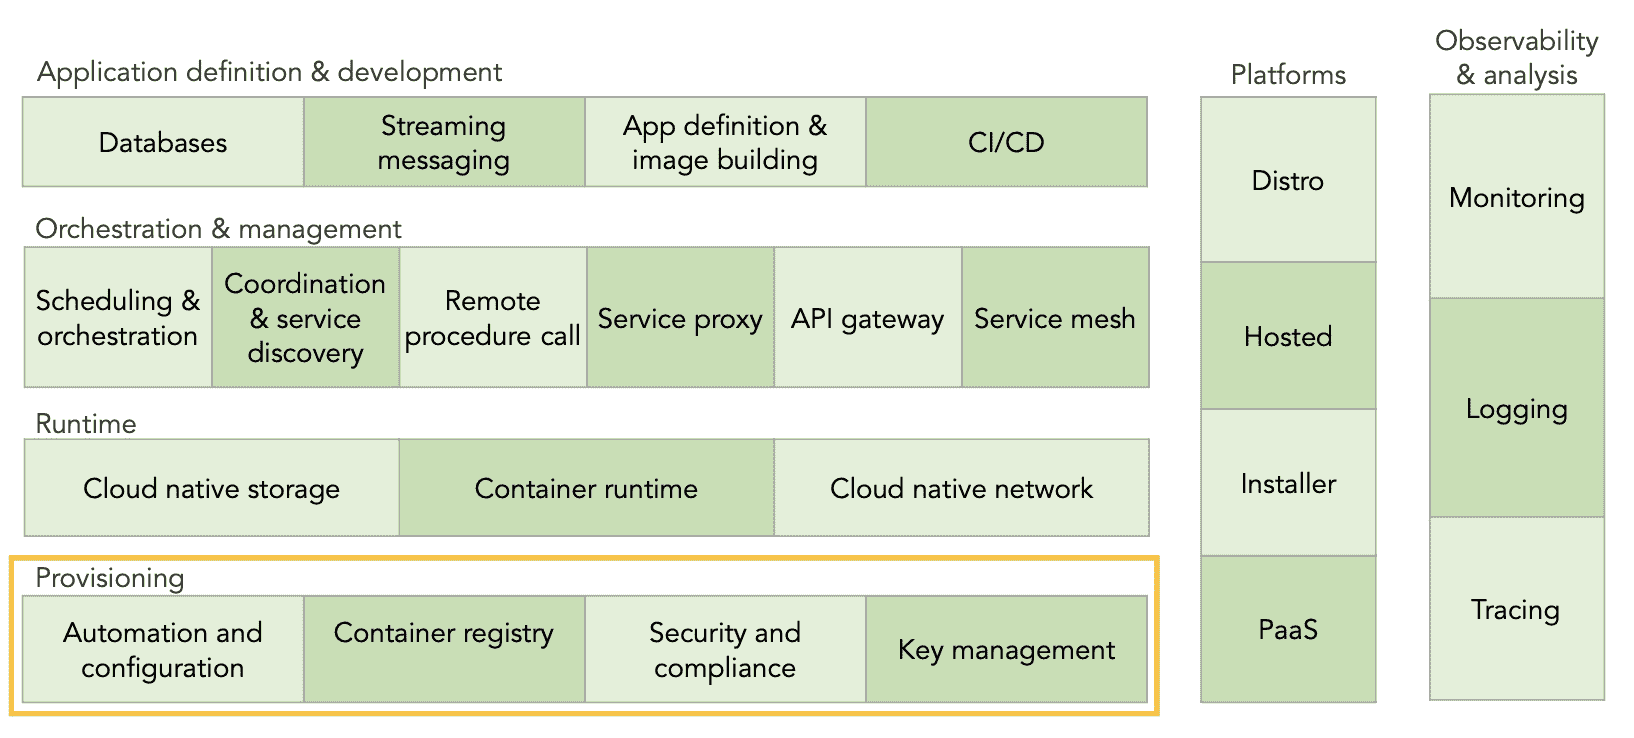 Application definition & development
Databases
Streaming
messaging
App definition &
image building
CI/CD
Orchestration & management
Scheduling &
orchestration
Coordination
& service
discovery
Remote
procedure call
Service proxy
API gateway
Service mesh
Runtime
Cloud native storage
Container runtime
Cloud native network
Provisioning
Automation and
configuration
Container registry
Security and
compliance
Key management
Platforms
Distro
Hosted
Installer
PaaS
Observability
& analysis
Monitoring
Logging
Tracing